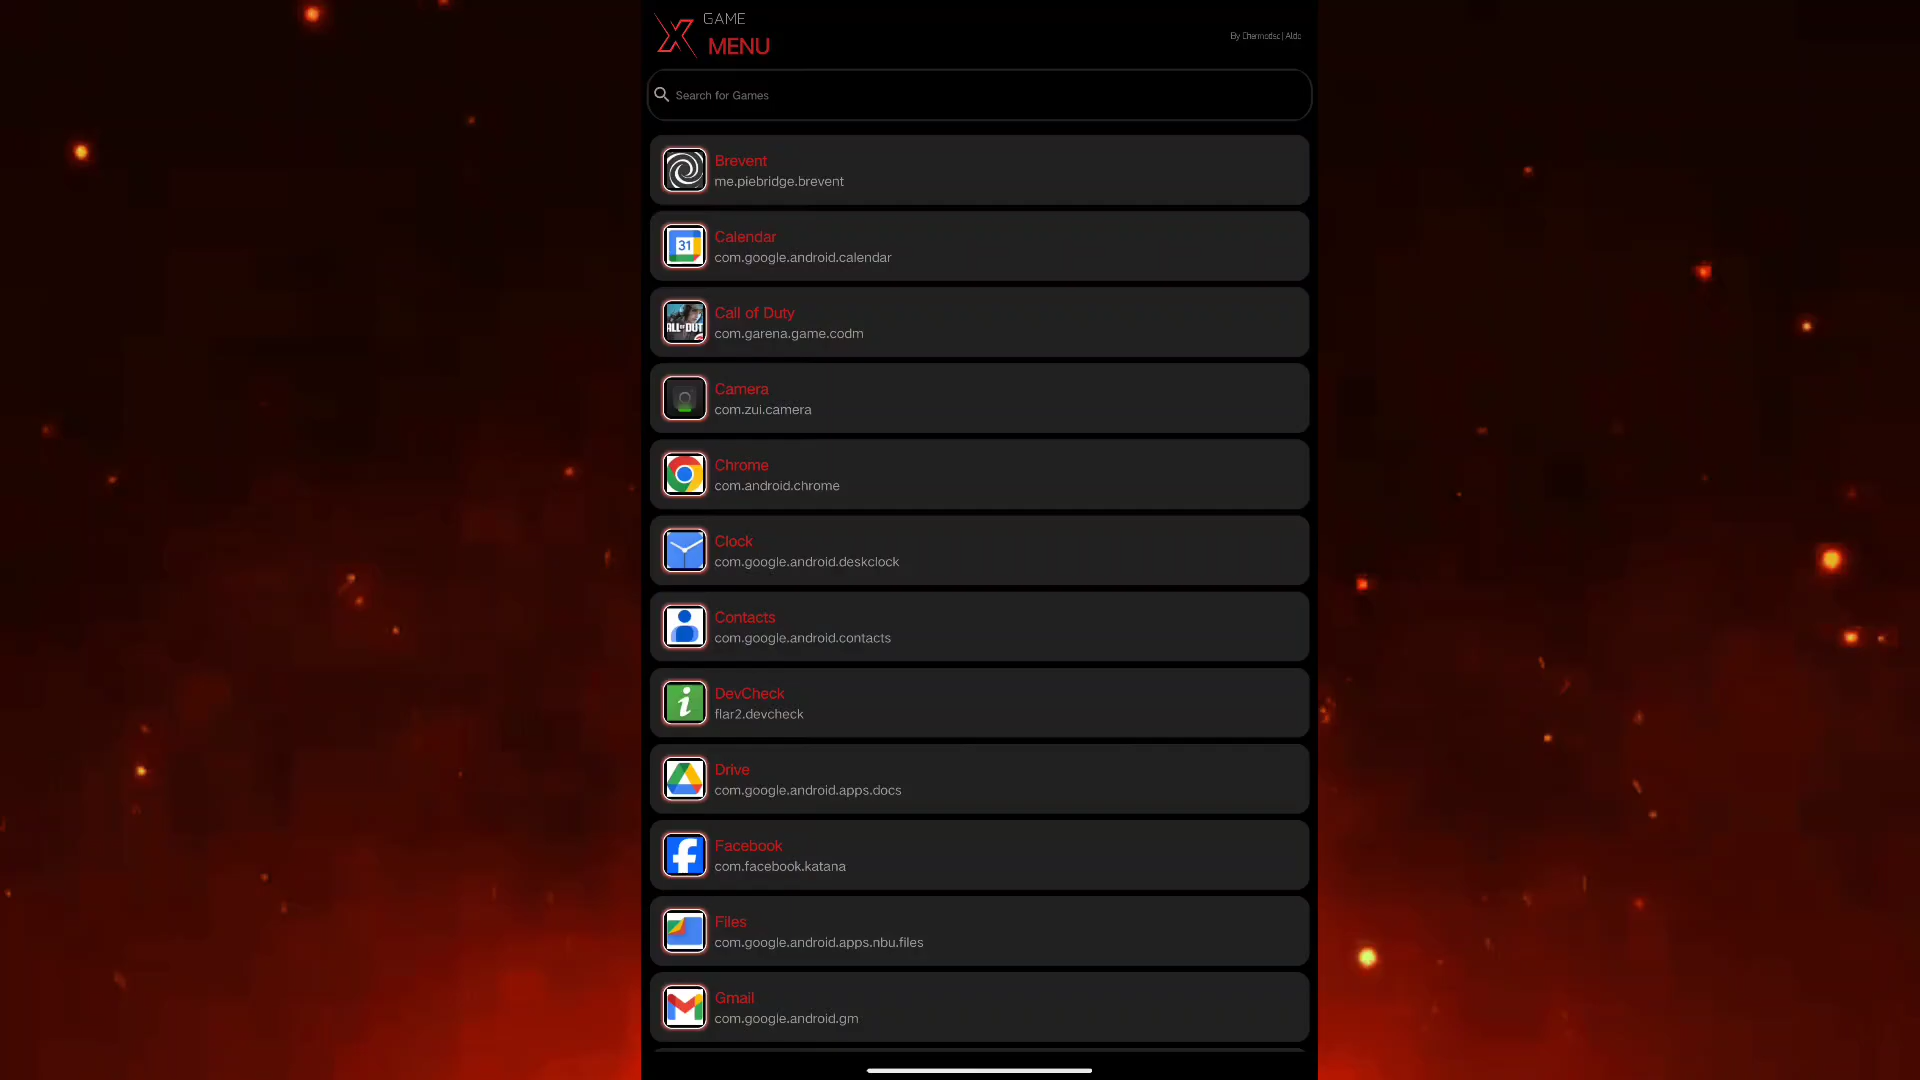 GAME
MENU
Search for Games
Brevent
me.piebridge.brevent
Calendar
31
com.google.android.calendar
Call of Duty
com.garena.game.codm
Camera
com.zui.camera
Chrome
com.android.chrome
Clock
com.google.android.deskclock
Contacts
com.google.android.contacts
DevCheck
flar2.devcheck
Drive
com.google.android.apps.docs
Facebook
com.facebook.katana
Files
com.google.android.apps.nbu.files
Gmail
com.google.android.gm